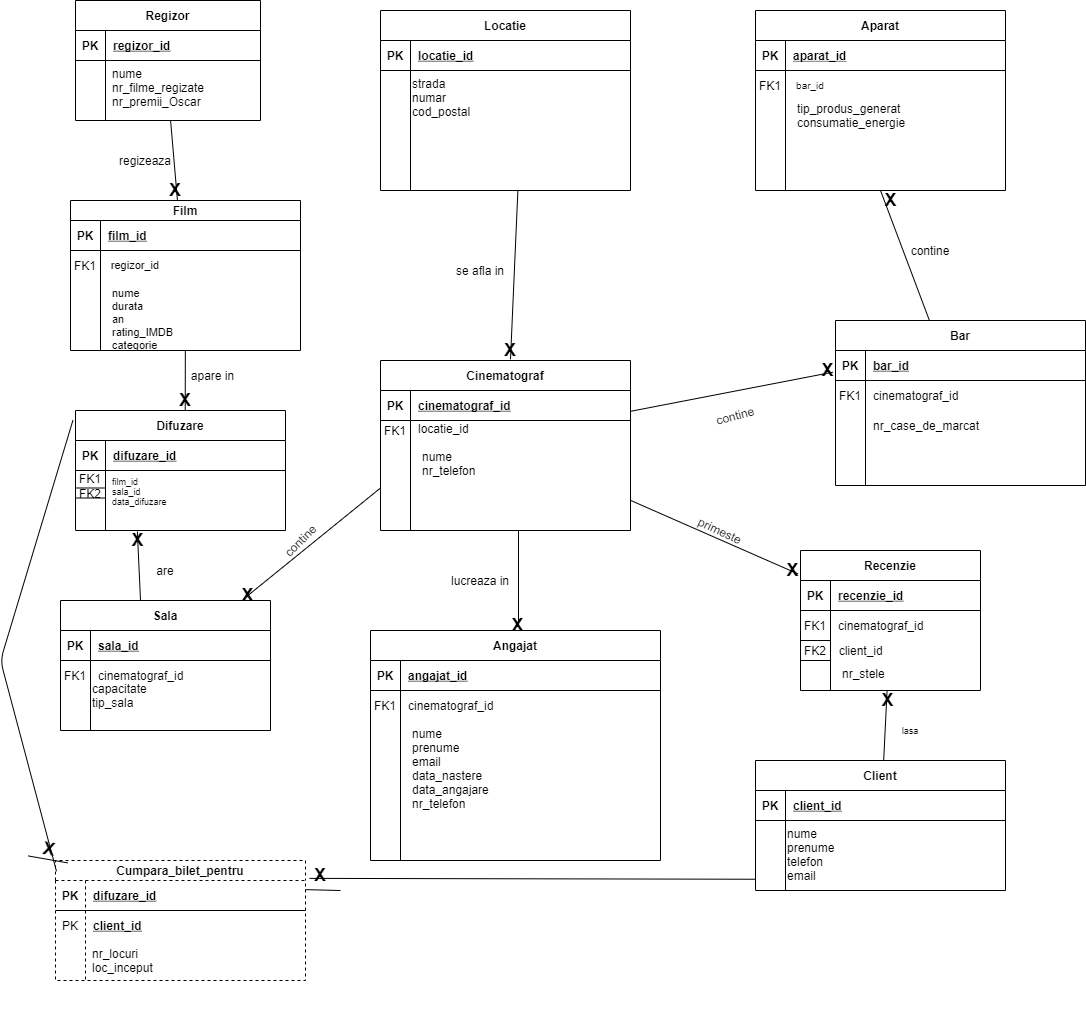 Regizor
PK regizor_id
nume
nr_filme_regizate
nr_premii_Oscar
regizeaza
X
Film
PK film_id
FK1 regizor_id
nume
durata
an
rating_IMDB
categorie
apare in
X
Difuzare
PK difuzare_id
FK1 film_id
FK2 sala_id
data_difuzare
X
are
Sala
PK sala_id
FK1 cinematograf_id
capacitate
tip_sala
Locatie
PK locatie_id
strada
numar
cod_postal
se afla in
X
Cinematograf
PK cinematograf_id
FK1 locatie_id
nume
nr_telefon
contine
X
lucreaza in
X
Angajat
PK angajat_id
FK1 cinematograf_id
nume
prenume
email
data_nastere
data_angajare
nr_telefon
Aparat
PK aparat_id
FK1 bar_id
tip_produs_generat
consumatie_energie
X
contine
Bar
PK bar_id
FK1 cinematograf_id
nr_case_de_marcat
X
contine
primeste
X
Recenzie
PK recenzie_id
FK1 cinematograf_id
FK2 client_id
nr_stele
X
lasa
Client
PK client_id
nume
prenume
telefon
email
X
X
Cumpara_bilet_pentru
PK difuzare_id
PK client_id
nr_locuri
loc_inceput